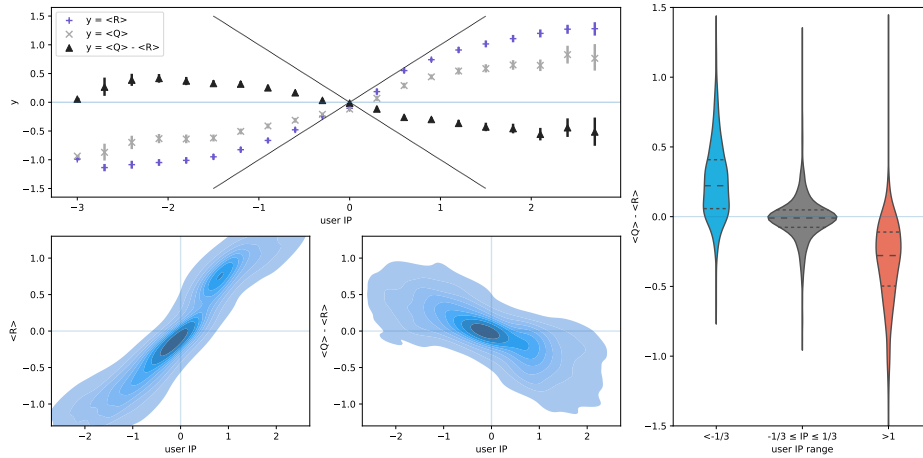 1.5
1.0
0.5
0.0
−0.5
−1.0
−1.5
y
y = <R>
y = <Q>
y = <Q> - <R>
−3 −2 −1 0 1 2
user IP
1.0
0.5
0.0
−0.5
−1.0
<R>
−2 −1 0 1 2
user IP
1.0
0.5
0.0
−0.5
−1.0
<Q> - <R>
−2 −1 0 1 2
user IP
1.5
1.0
0.5
0.0
−0.5
−1.0
−1.5
<Q> - <R>
<-1/3 -1/3 ≤ IP ≤ 1/3 >1
user IP range